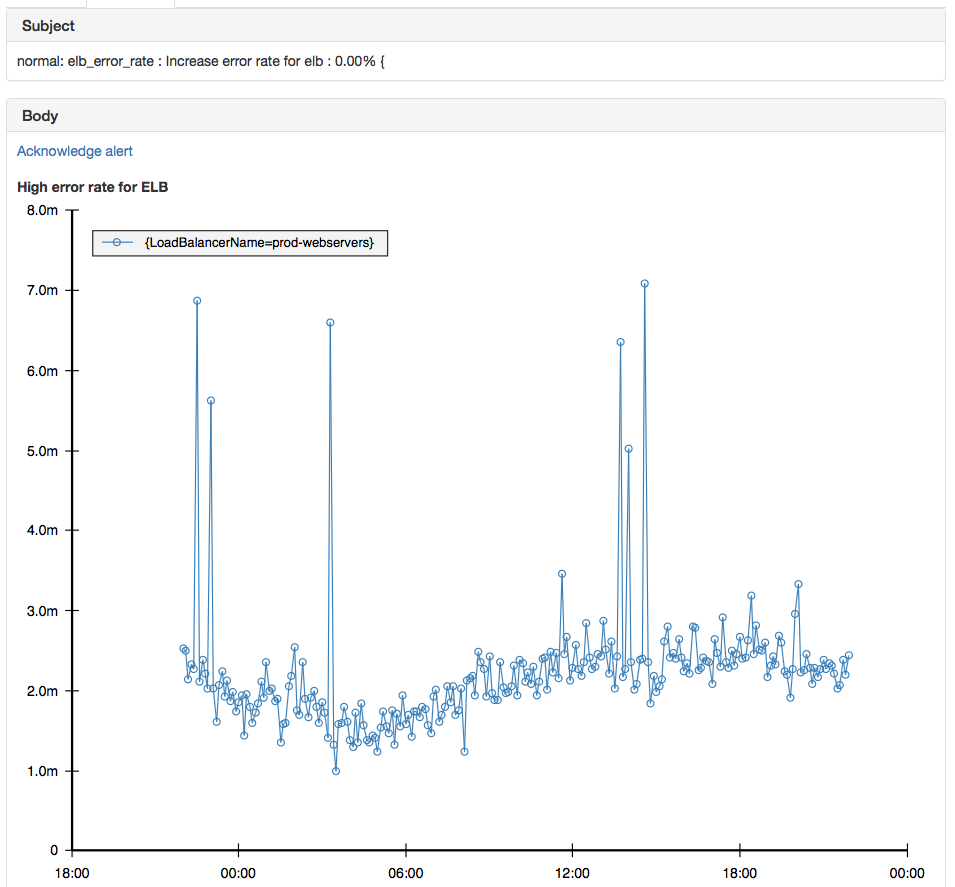 Subject
normal: elb_error_rate : Increase error rate for elb : 0.00% {
Body
Acknowledge alert
High error rate for ELB
8.0m
{LoadBalancerName=prod-webservers}
7.0m
6.0m
5.0m
4.0m
3.0m
2.0m
1.0m
0
18:00 00:00 06:00 12:00 18:00 00:00